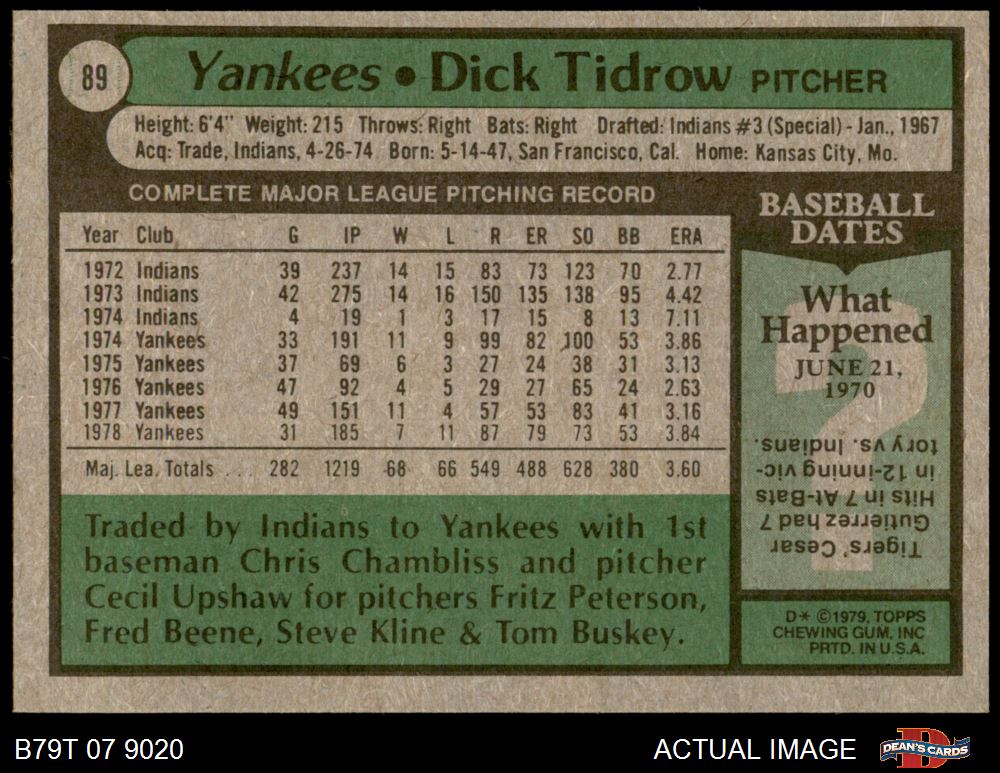 89
Yankees • Dick Tidrow PITCHER
Height: 6'4" Weight: 215 Throws: Right Bats: Right Drafted: Indians #3 (Special) - Jan., 1967
Acq: Trade, Indians, 4-26-74 Born: 5-14-47, San Francisco, Cal. Home: Kansas City, Mo.
COMPLETE MAJOR LEAGUE PITCHING RECORD
Year Club G IP W L R ER SO BB ERA
1972 Indians 39 237 14 15 83 73 123 70 2.77
1973 Indians 42 275 14 16 150 135 138 95 4.42
1974 Indians 4 19 1 3 17 15 8 13 7.11
1974 Yankees 33 191 11 9 99 82 100 53 3.86
1975 Yankees 37 69 6 3 27 24 38 31 3.13
1976 Yankees 47 92 4 5 29 27 65 24 2.63
1977 Yankees 49 151 11 4 57 53 83 41 3.16
1978 Yankees 31 185 7 11 87 79 73 53 3.84
Maj. Lea. Totals ... 282 1219 68 66 549 488 628 380 3.60
Traded by Indians to Yankees with 1st
baseman Chris Chambliss and pitcher
Cecil Upshaw for pitchers Fritz Peterson,
Fred Beene, Steve Kline & Tom Buskey.
BASEBALL
DATES
What
Happened
JUNE 21,
1970
?
Tigers' Cesar
Gutierrez had 7
Hits in 7 At-Bats
in 12-inning vic-
tory vs. Indians.
D* ©1979, TOPPS
CHEWING GUM, INC
PRTD. IN U.S.A.
B79T 07 9020
ACTUAL IMAGE
DEAN'S CARDS